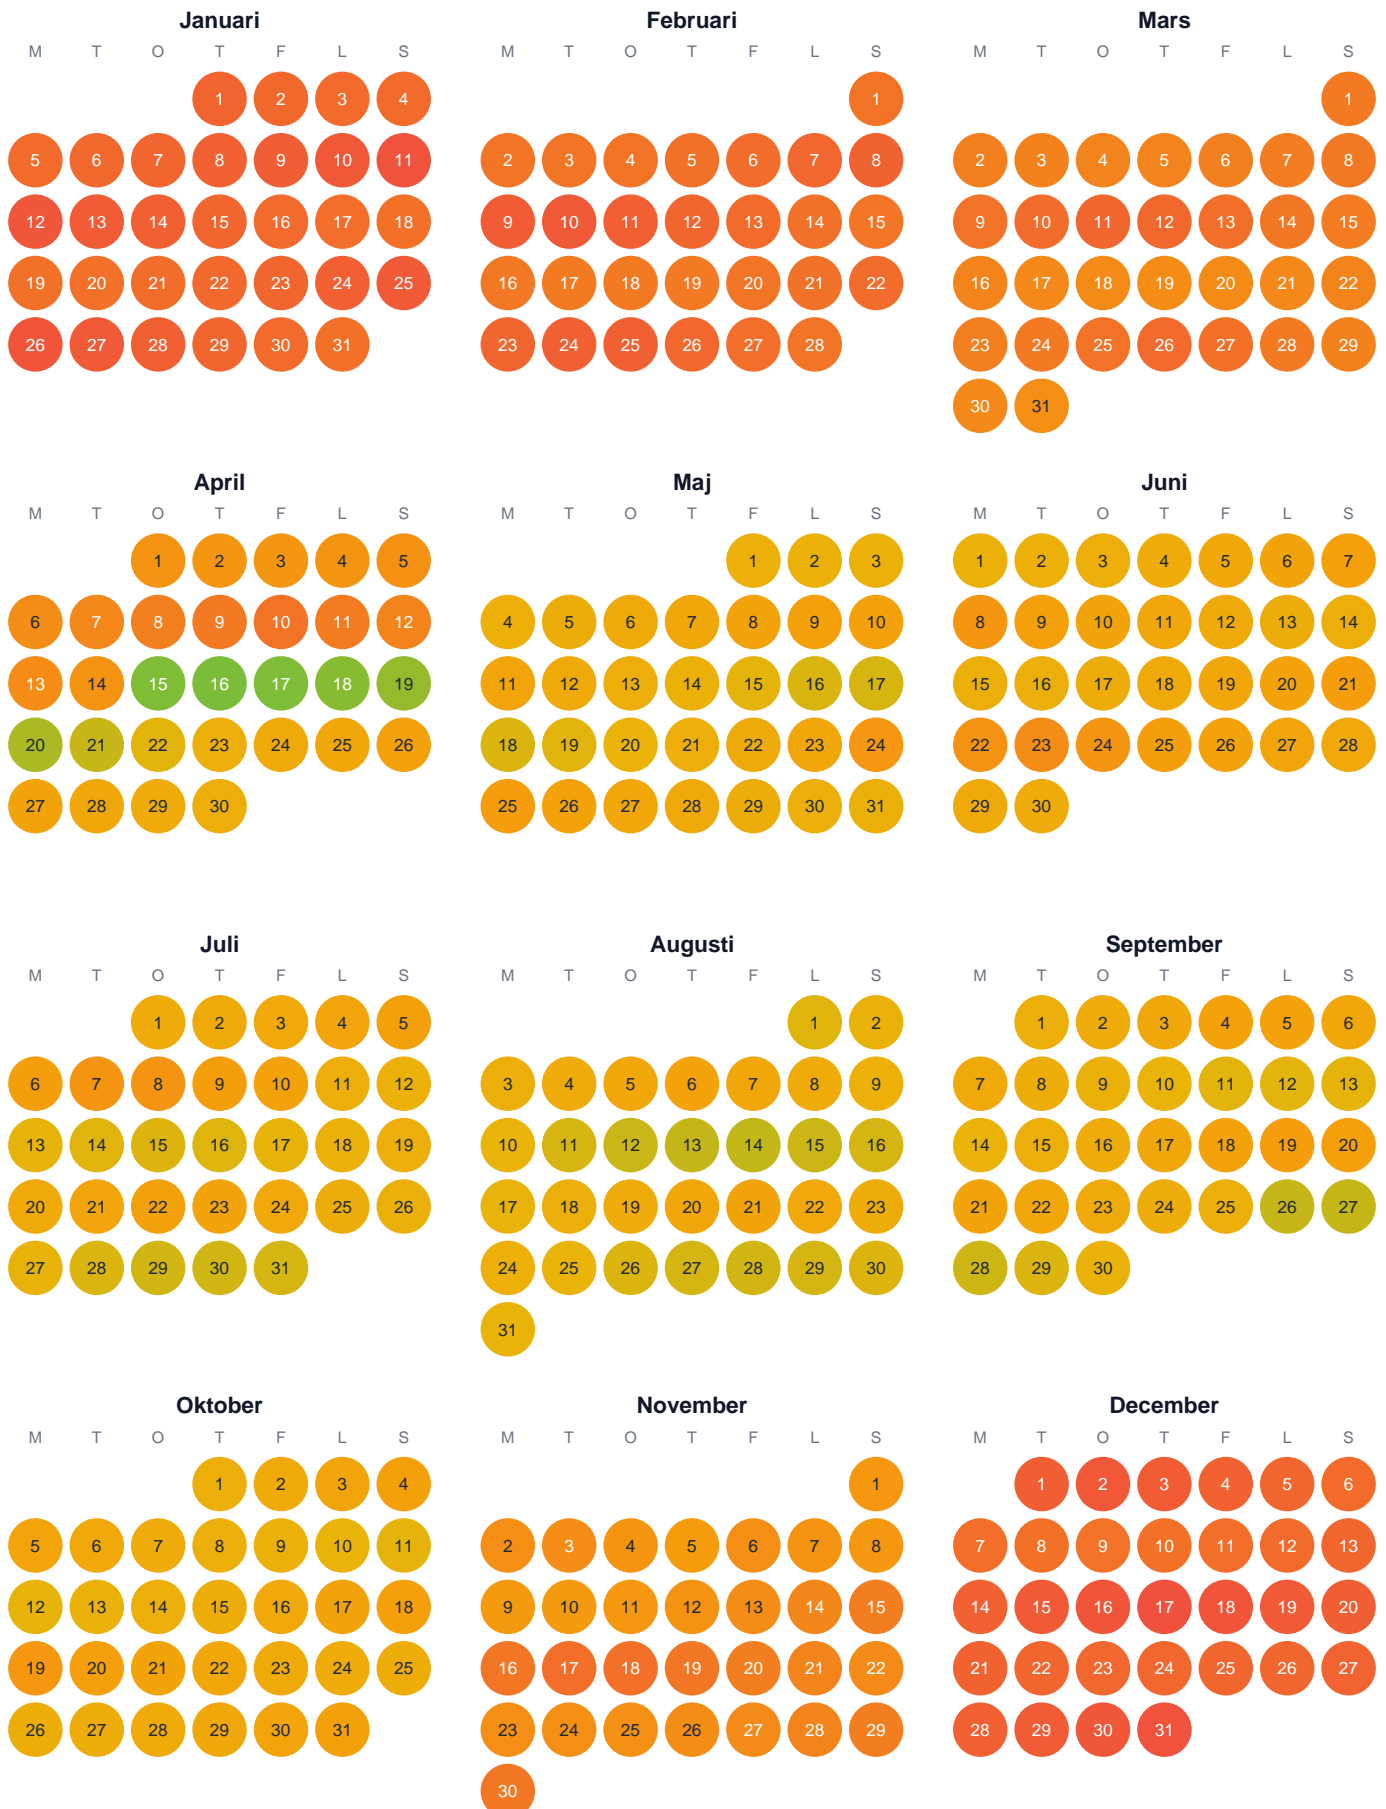 Januari Februari Mars
M T O T F L S M T O T F L S M T O T F L S
1 2 3 4 1 1
5 6 7 8 9 10 11 2 3 4 5 6 7 8 2 3 4 5 6 7 8
12 13 14 15 16 17 18 9 10 11 12 13 14 15 9 10 11 12 13 14 15
19 20 21 22 23 24 25 16 17 18 19 20 21 22 16 17 18 19 20 21 22
26 27 28 29 30 31 23 24 25 26 27 28 23 24 25 26 27 28 29
30 31
April Maj Juni
M T O T F L S M T O T F L S M T O T F L S
1 2 3 4 5 1 2 3 1 2 3 4 5 6 7
6 7 8 9 10 11 12 4 5 6 7 8 9 10 8 9 10 11 12 13 14
13 14 15 16 17 18 19 11 12 13 14 15 16 17 15 16 17 18 19 20 21
20 21 22 23 24 25 26 18 19 20 21 22 23 24 22 23 24 25 26 27 28
27 28 29 30 25 26 27 28 29 30 31 29 30
Juli Augusti September
M T O T F L S M T O T F L S M T O T F L S
1 2 3 4 5 1 2 1 2 3 4 5 6
6 7 8 9 10 11 12 3 4 5 6 7 8 9 7 8 9 10 11 12 13
13 14 15 16 17 18 19 10 11 12 13 14 15 16 14 15 16 17 18 19 20
20 21 22 23 24 25 26 17 18 19 20 21 22 23 21 22 23 24 25 26 27
27 28 29 30 31 24 25 26 27 28 29 30 28 29 30
31
Oktober November December
M T O T F L S M T O T F L S M T O T F L S
1 2 3 4 1 1 2 3 4 5 6
5 6 7 8 9 10 11 2 3 4 5 6 7 8 7 8 9 10 11 12 13
12 13 14 15 16 17 18 9 10 11 12 13 14 15 14 15 16 17 18 19 20
19 20 21 22 23 24 25 16 17 18 19 20 21 22 21 22 23 24 25 26 27
26 27 28 29 30 31 23 24 25 26 27 28 29 28 29 30 31
30